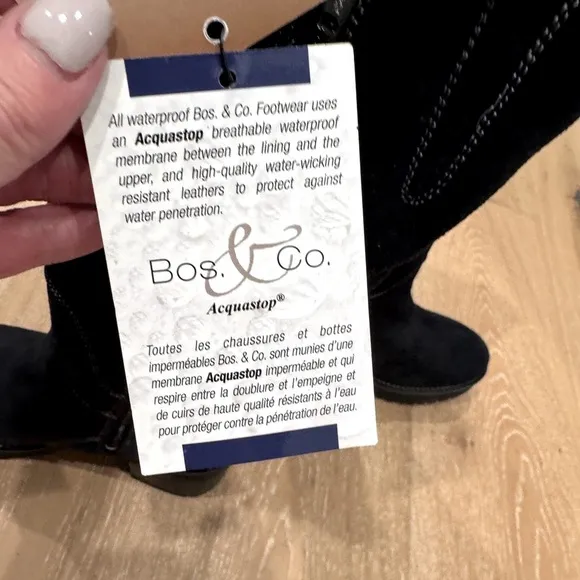 All waterproof Bos. & Co. Footwear uses
an Acquastop breathable waterproof
membrane between the lining and the
upper, and high-quality water-wicking
resistant leathers to protect against
water penetration.
Bos. & Co.
Acquastop®
Toutes les chaussures et bottes
imperméables Bos. & Co. sont munies d'une
membrane Acquastop imperméable et qui
respire entre la doublure et l'empeigne et
de cuirs de haute qualité résistants à l'eau
pour protéger contre la pénétration de l'eau.